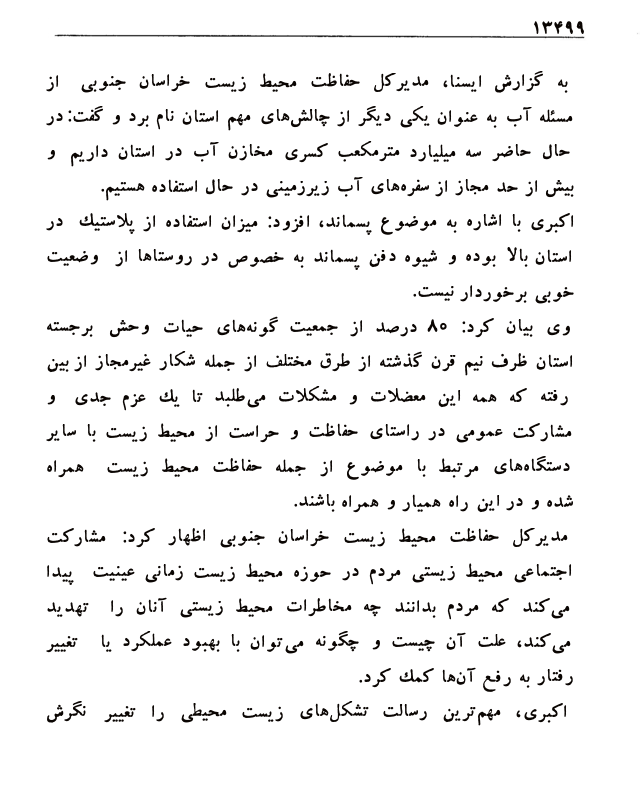 ۱۳۴۹۹
به گزارش ایسنا، مدیرکل حفاظت محیط زیست خراسان جنوبی از
مسئله آب به عنوان یکی دیگر از چالش‌های مهم استان نام برد و گفت: در
حال حاضر سه میلیارد مترمکعب کسری مخازن آب در استان داریم و
بیش از حد مجاز از سفره‌های آب زیرزمینی در حال استفاده هستیم.
اکبری با اشاره به موضوع پسماند، افزود: میزان استفاده از پلاستیك در
استان بالا بوده و شیوه دفن پسماند به خصوص در روستاها از وضعیت
خوبی برخوردار نیست.
وی بیان کرد: ۸۰ درصد از جمعیت گونه‌های حیات وحش برجسته
استان ظرف نیم قرن گذشته از طرق مختلف از جمله شکار غیرمجاز از بین
رفته که همه این معضلات و مشکلات می‌طلبد تا یك عزم جدی و
مشارکت عمومی در راستای حفاظت و حراست از محیط زیست با سایر
دستگاه‌های مرتبط با موضوع از جمله حفاظت محیط زیست همراه
شده و در این راه همیار و همراه باشند.
مدیرکل حفاظت محیط زیست خراسان جنوبی اظهار کرد: مشارکت
اجتماعی محیط زیستی مردم در حوزه محیط زیست زمانی عینیت پیدا
می‌کند که مردم بدانند چه مخاطرات محیط زیستی آنان را تهدید
می‌کند، علت آن چیست و چگونه می‌توان با بهبود عملکرد یا تغییر
رفتار به رفع آن‌ها کمك کرد.
اکبری، مهم‌ترین رسالت تشکل‌های زیست محیطی را تغییر نگرش